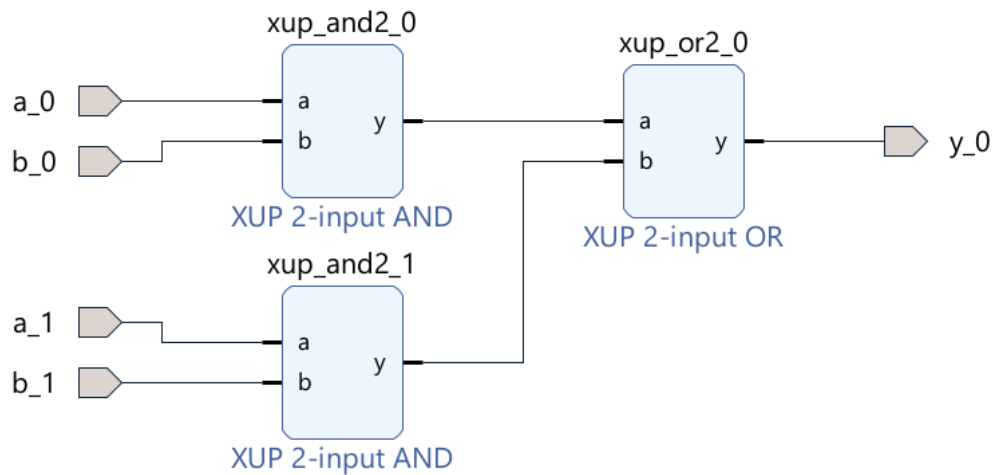 xup_and2_0
a_0
b_0
a
b
y
XUP 2-input AND
xup_or2_0
a
b
y
XUP 2-input OR
y_0
xup_and2_1
a_1
b_1
a
b
y
XUP 2-input AND